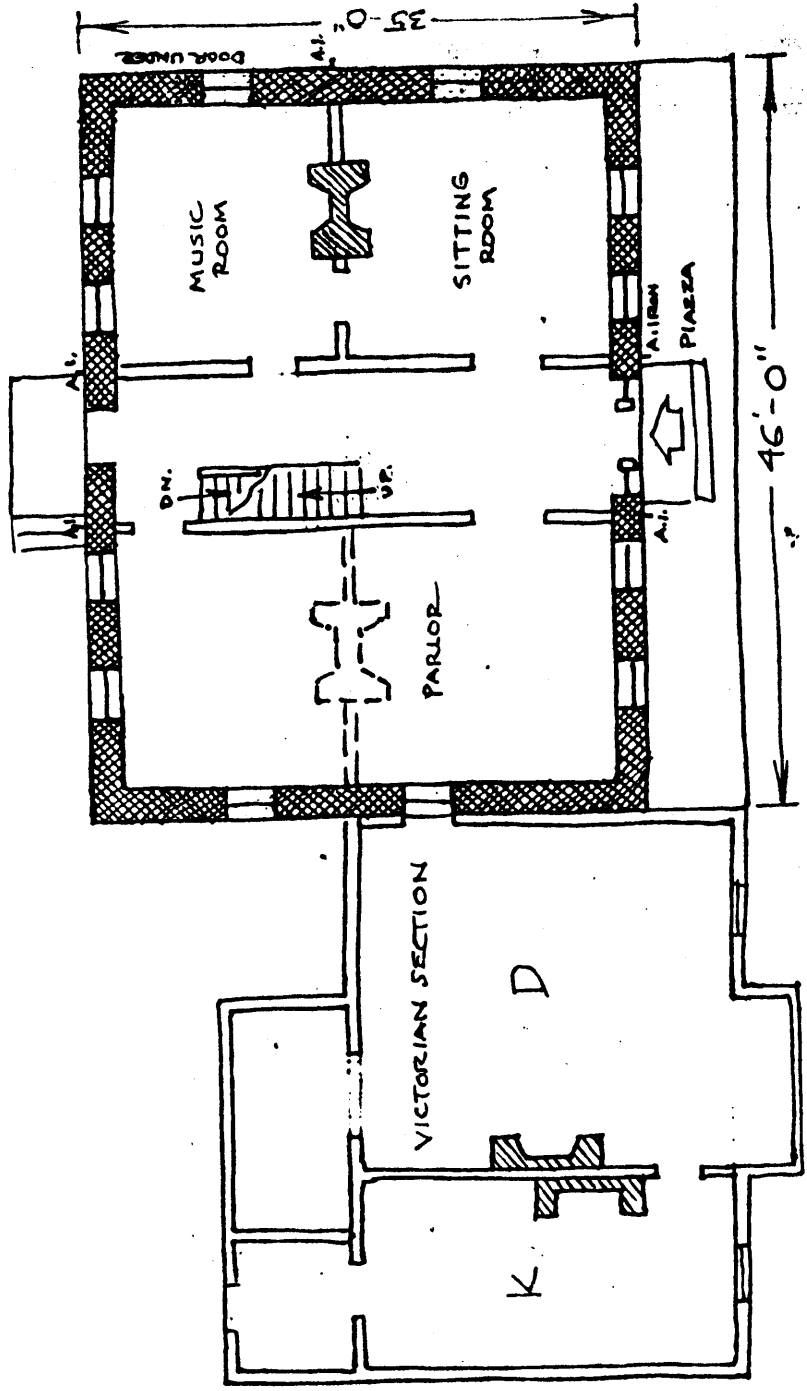 35'-0"
DOOR UNDER
A.I.
MUSIC
ROOM
SITTING
ROOM
A.I.
A. IRON
PIAZZA
46'-0"
DN.
UP.
A.I.
A.I.
PARLOR
VICTORIAN SECTION
D
K